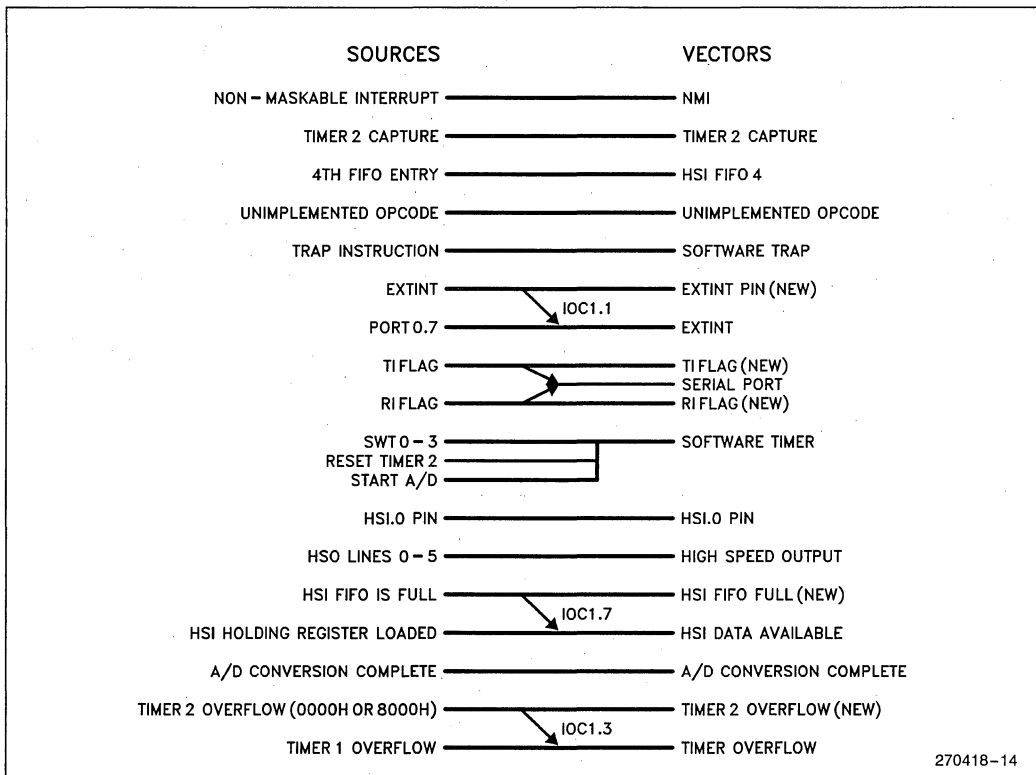 SOURCES VECTORS
NON-MASKABLE INTERRUPT NMI
TIMER 2 CAPTURE TIMER 2 CAPTURE
4TH FIFO ENTRY HSI FIFO 4
UNIMPLEMENTED OPCODE UNIMPLEMENTED OPCODE
TRAP INSTRUCTION SOFTWARE TRAP
EXTINT EXTINT PIN (NEW)
IOC1.1
PORT 0.7 EXTINT
TI FLAG TI FLAG (NEW)
SERIAL PORT
RI FLAG RI FLAG (NEW)
SWT 0-3 SOFTWARE TIMER
RESET TIMER 2
START A/D
HSI.0 PIN HSI.0 PIN
HSO LINES 0-5 HIGH SPEED OUTPUT
HSI FIFO IS FULL HSI FIFO FULL (NEW)
IOC1.7
HSI HOLDING REGISTER LOADED HSI DATA AVAILABLE
A/D CONVERSION COMPLETE A/D CONVERSION COMPLETE
TIMER 2 OVERFLOW (0000H OR 8000H) TIMER 2 OVERFLOW (NEW)
IOC1.3
TIMER 1 OVERFLOW TIMER OVERFLOW
270418-14